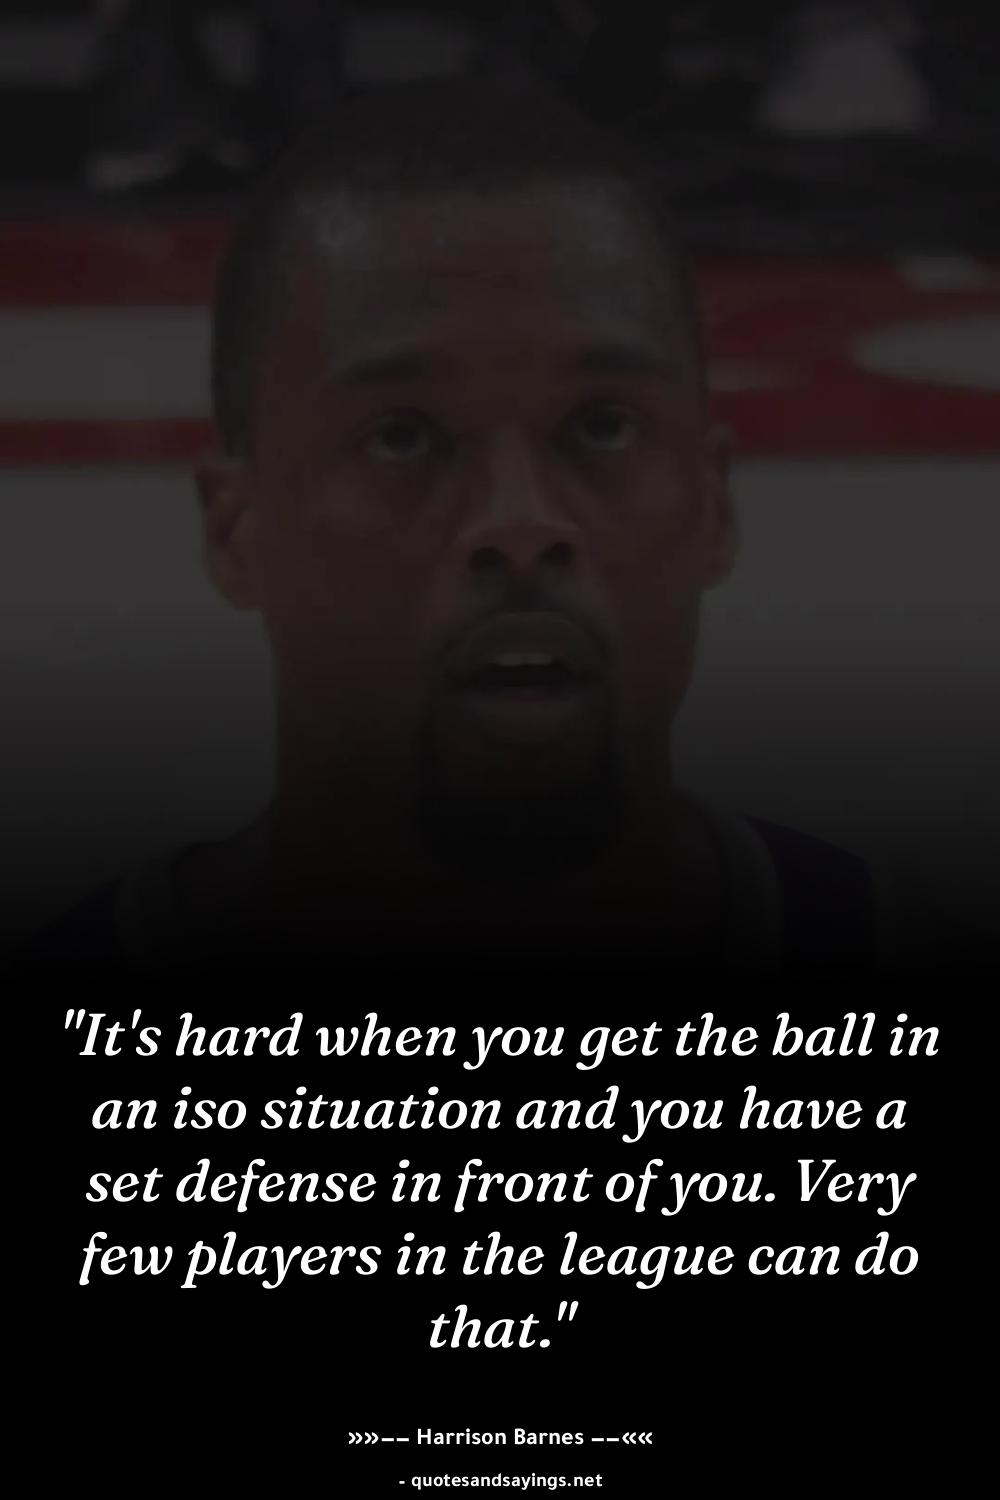 "It's hard when you get the ball in
an iso situation and you have a
set defense in front of you. Very
few players in the league can do
that."
»»–– Harrison Barnes ––««
- quotesandsayings.net